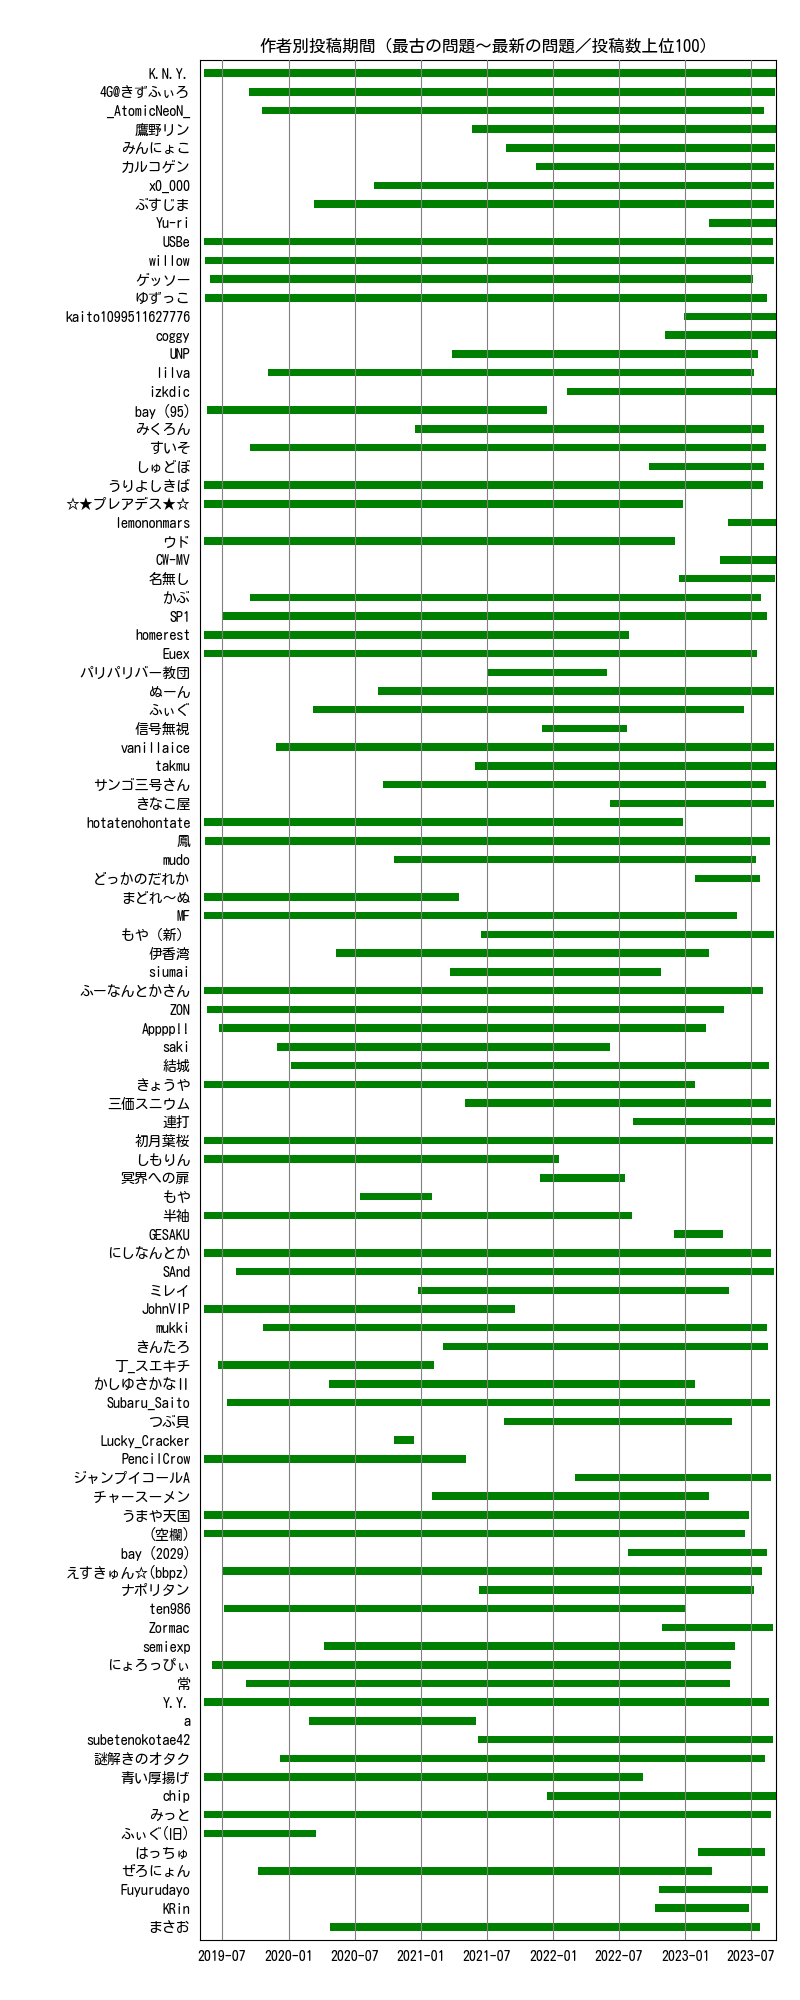 作者別投稿期間（最古の問題～最新の問題／投稿数上位100）
K.N.Y.
4G@きずふぃろ
_AtomicNeoN_
鷹野リン
みんにょこ
カルコゲン
x0_000
ぷすじま
Yu-ri
USBe
willow
ゲッソー
ゆずっこ
kaito1099511627776
coggy
UNP
lilva
izkdic
bay (95)
みくろん
すいそ
しゅどぼ
うりよしきば
☆★プレアデス★☆
lemononmars
ウド
CW-MV
名無し
かぶ
SP1
homerest
Euex
パリパリバー教団
ぬーん
ふぃぐ
信号無視
vanillaice
takmu
サンゴ三号さん
きなこ屋
hotatenohontate
鳳
mudo
どっかのだれか
まどれ～ぬ
MF
もや（新）
伊香湾
siumai
ふーなんとかさん
ZON
Appppll
saki
結城
きょうや
三価スニウム
連打
初月葉桜
しもりん
冥界への扉
もや
半袖
GESAKU
にしなんとか
SAnd
ミレイ
JohnVIP
mukki
きんたろ
丁_スエキチ
かしゆさかなⅡ
Subaru_Saito
つぶ貝
Lucky_Cracker
PencilCrow
ジャンプイコールA
チャースーメン
うまや天国
(空欄)
bay (2029)
えすきゅん☆(bbpz)
ナポリタン
ten986
Zormac
semiexp
にょろっぴぃ
常
Y.Y.
a
subetenokotae42
謎解きのオタク
青い厚揚げ
chip
みっと
ふぃぐ(旧)
はっちゅ
ぜろにょん
Fuyurudayo
KRin
まさお
2019-07 2020-01 2020-07 2021-01 2021-07 2022-01 2022-07 2023-01 2023-07